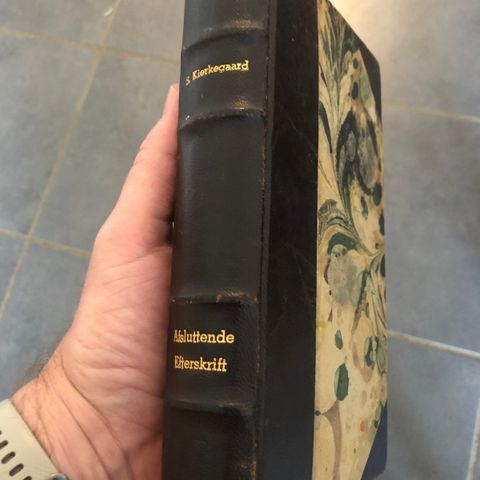 S. Kierkegaard
Afsluttende
Efterskrift